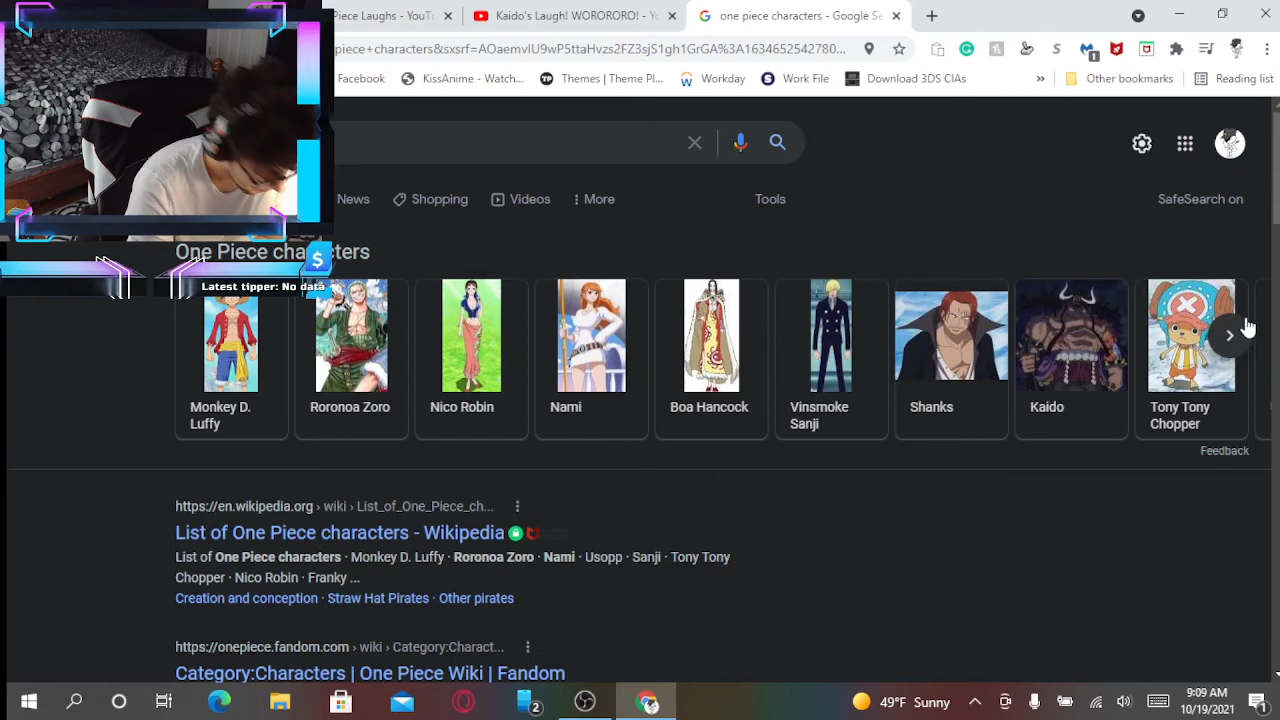 Piece Laughs - YouTu
Kaido's Laugh! WORORORO! - Yo
one piece characters - Google Se
piece+characters&sxsrf=AOaemvIU9wP5ttaHvzs2FZ3sjS1gh1GrGA%3A1634652542780...
1
Facebook
KissAnime - Watch...
TP
Themes | Theme Pl...
Workday
S
Work File
Download 3DS CIAs
»
Other bookmarks
Reading list
News
Shopping
Videos
More
Tools
SafeSearch on
One Piece characters
$
Latest tipper: No data
Monkey D. Luffy
Roronoa Zoro
Nico Robin
Nami
Boa Hancock
Vinsmoke Sanji
Shanks
Kaido
Tony Tony Chopper
Feedback
https://en.wikipedia.org › wiki › List_of_One_Piece_ch...
List of One Piece characters - Wikipedia
List of One Piece characters · Monkey D. Luffy · Roronoa Zoro · Nami · Usopp · Sanji · Tony Tony
Chopper · Nico Robin · Franky ...
Creation and conception · Straw Hat Pirates · Other pirates
https://onepiece.fandom.com › wiki › Category:Charact...
Category:Characters | One Piece Wiki | Fandom
2
49°F Sunny
9:09 AM
10/19/2021
1